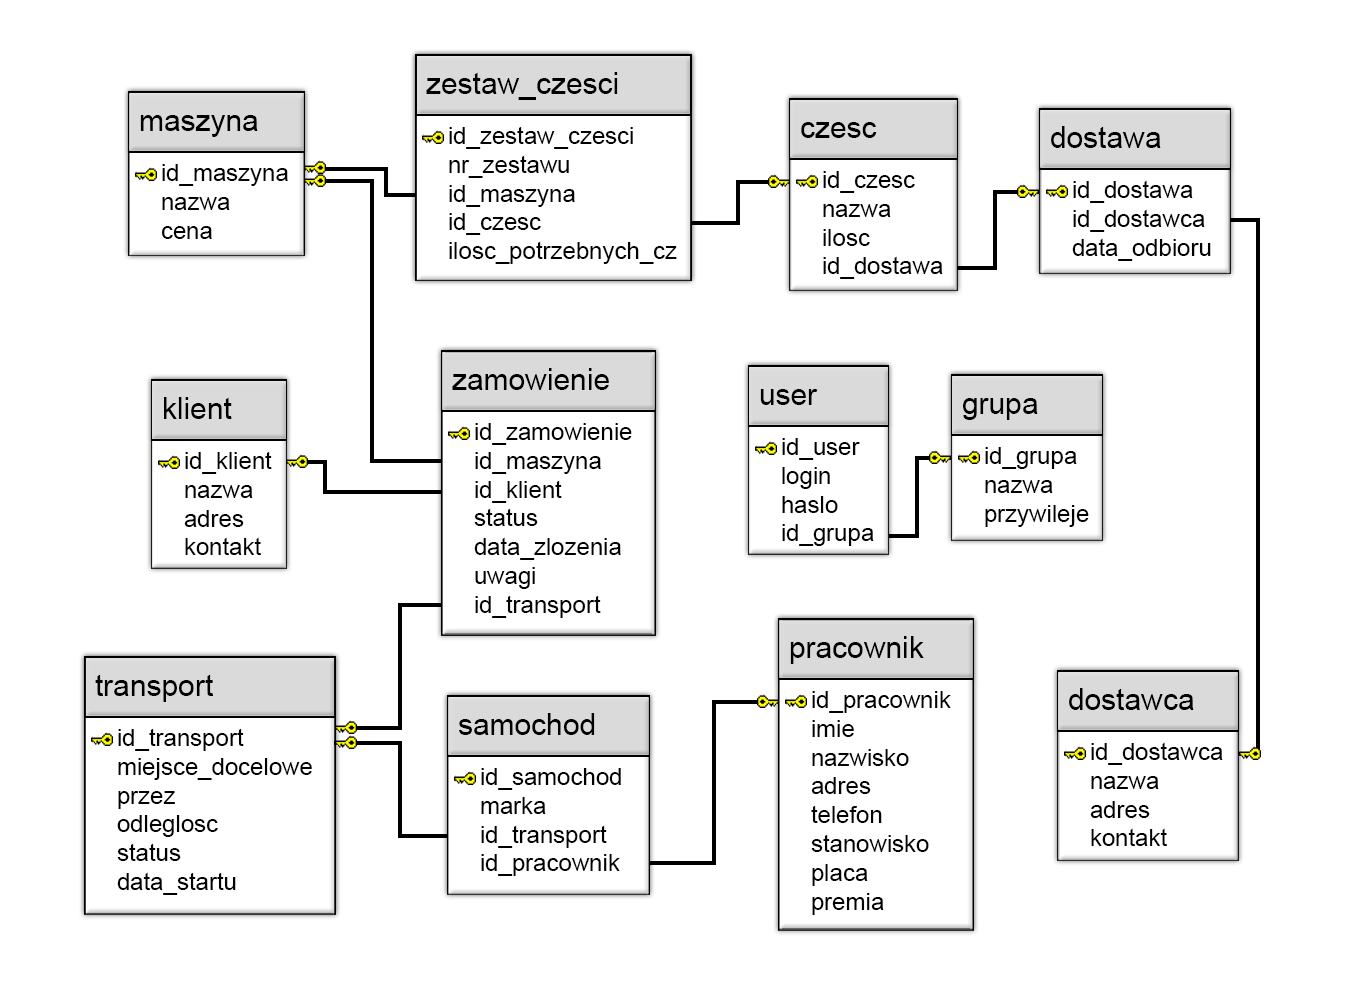 maszyna
id_maszyna
nazwa
cena
zestaw_czesci
id_zestaw_czesci
nr_zestawu
id_maszyna
id_czesc
ilosc_potrzebnych_cz
czesc
id_czesc
nazwa
ilosc
id_dostawa
dostawa
id_dostawa
id_dostawca
data_odbioru
klient
id_klient
nazwa
adres
kontakt
zamowienie
id_zamowienie
id_maszyna
id_klient
status
data_zlozenia
uwagi
id_transport
user
id_user
login
haslo
id_grupa
grupa
id_grupa
nazwa
przywileje
transport
id_transport
miejsce_docelowe
przez
odleglosc
status
data_startu
samochod
id_samochod
marka
id_transport
id_pracownik
pracownik
id_pracownik
imie
nazwisko
adres
telefon
stanowisko
placa
premia
dostawca
id_dostawca
nazwa
adres
kontakt